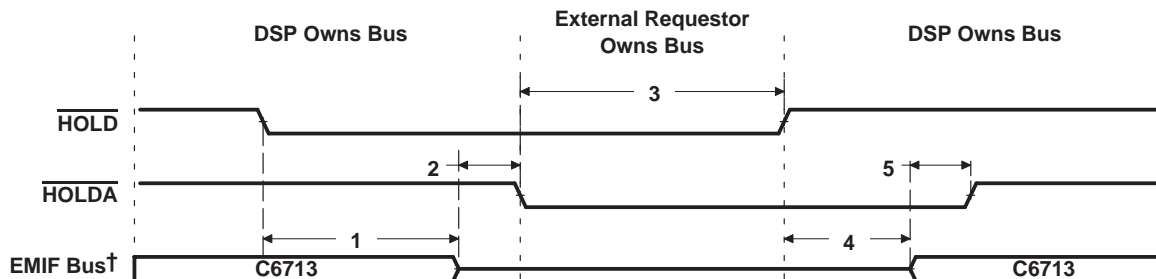 DSP Owns Bus
External Requestor
Owns Bus
DSP Owns Bus
3
HOLD
2
5
HOLDA
1
4
EMIF Bus†
C6713
C6713